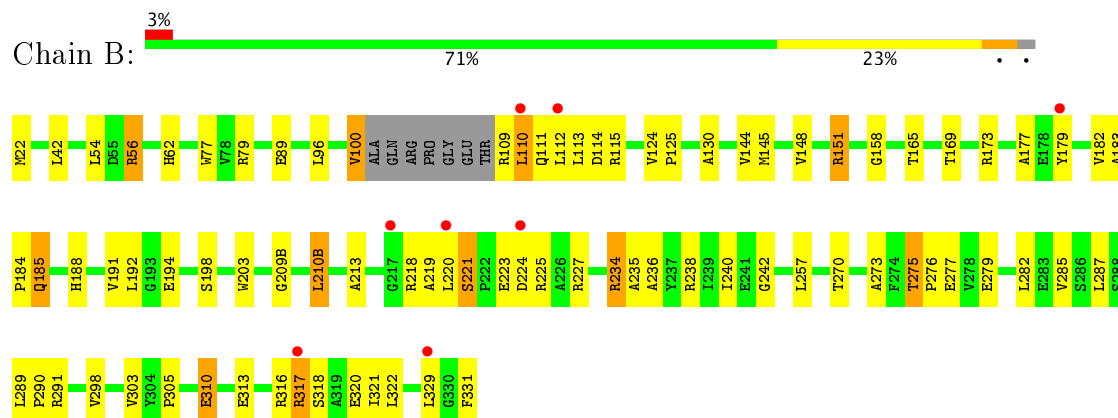 3%
Chain B:
71% 23% • •
M22 L42 L54 D55 R56 H62 W77 V78 R79 E89 L96 V100 ALA GLN ARG PRO GLY GLU THR R109 L110 Q111 L112 L113 D114 R115 V124 P125 A130 V144 M145 V148 R151 G158 T165 T169 R173 A177 E178 Y179 V182 A183
P184 Q185 H188 V191 L192 G193 E194 S198 W203 G209B L210B A213 G217 R218 A219 L220 S221 P222 E223 D224 R225 A226 R227 R234 A235 A236 Y237 R238 I239 I240 E241 G242 L257 T270 A273 F274 T275 P276 E277 V278 E279 L282 E283 V285 S286 L287 S288
L289 P290 R291 V298 V303 Y304 P305 E310 E313 R316 R317 S318 A319 E320 I321 L322 L329 G330 F331